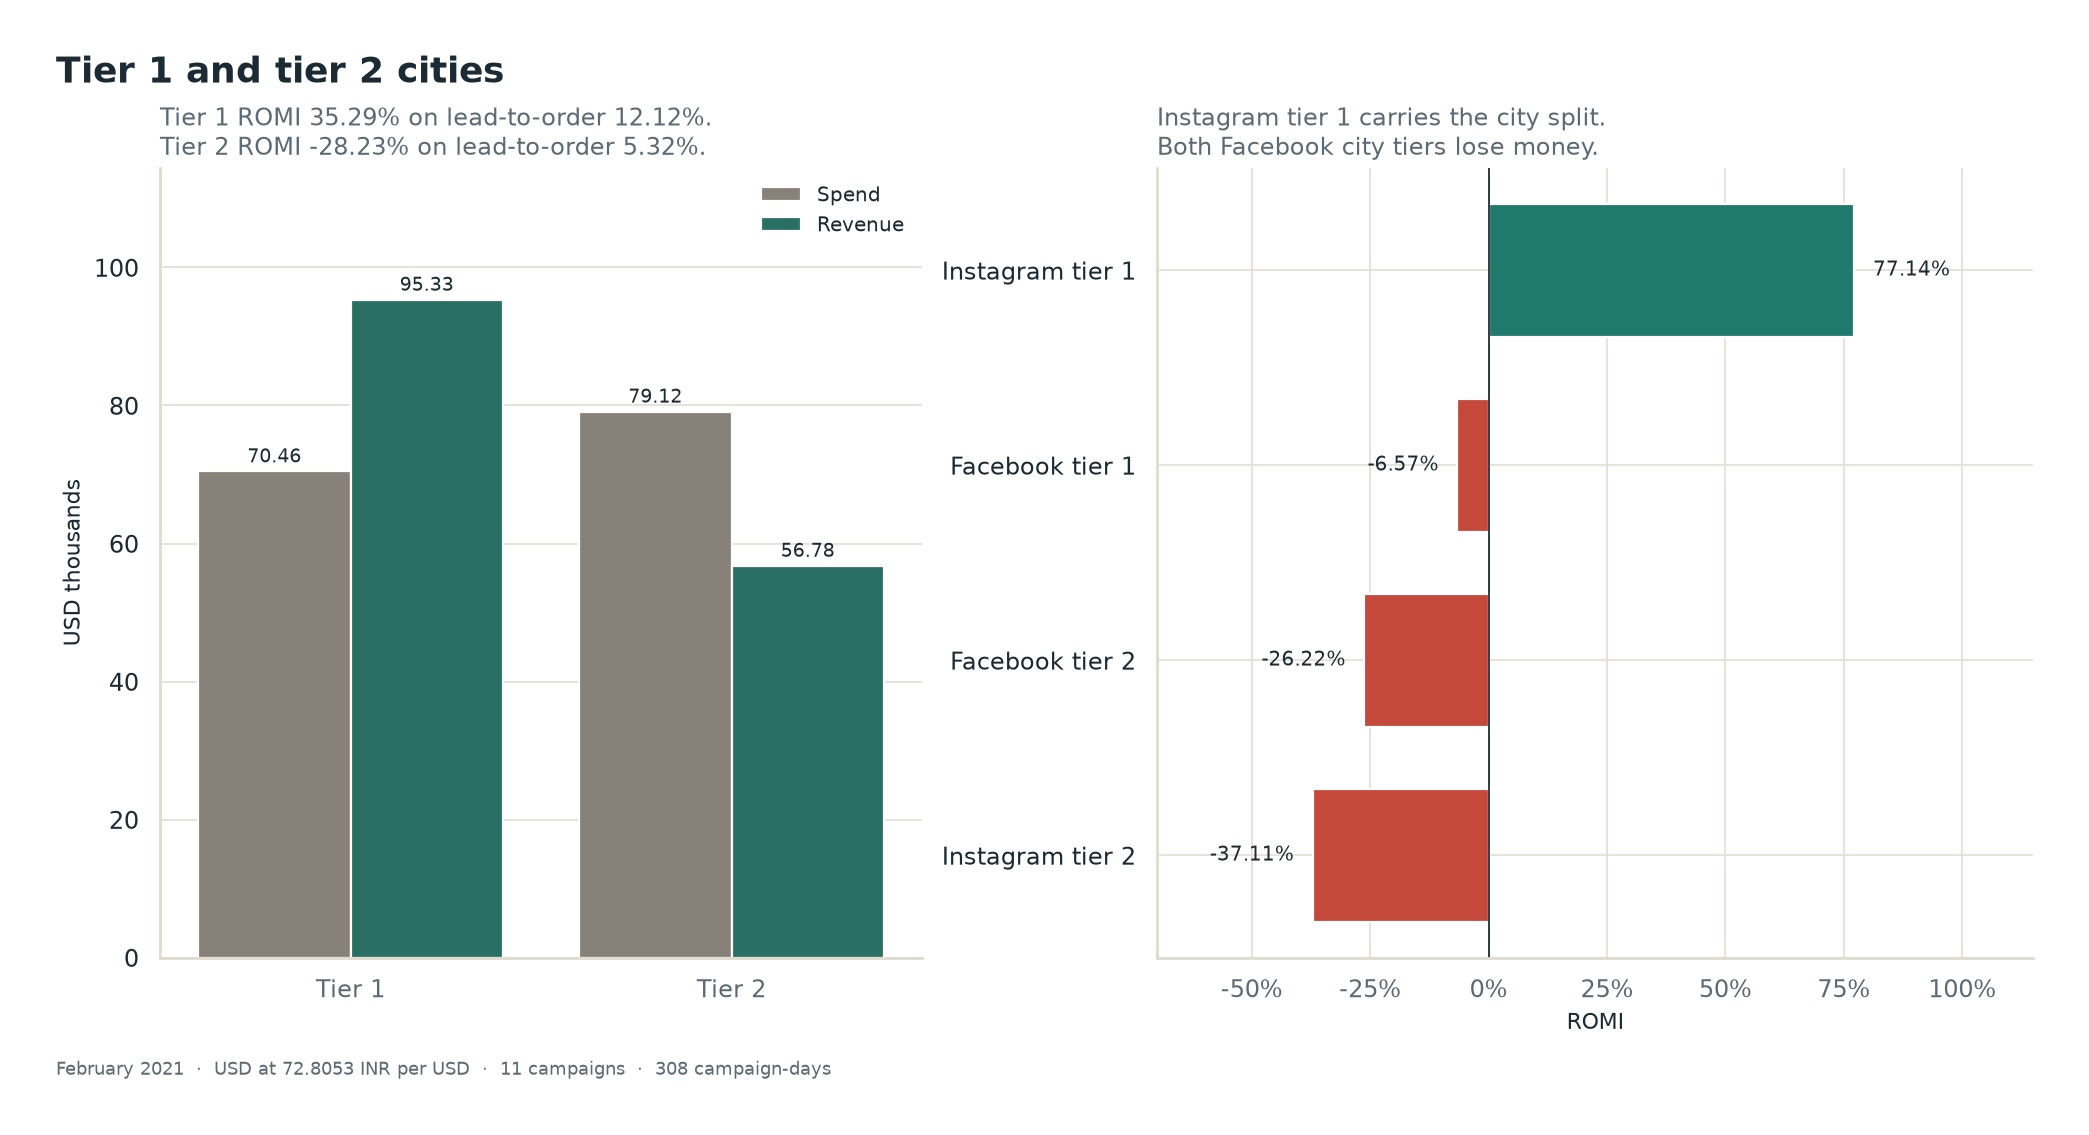 Tier 1 and tier 2 cities
Tier 1 ROMI 35.29% on lead-to-order 12.12%.
Tier 2 ROMI -28.23% on lead-to-order 5.32%.
Spend
Revenue
USD thousands
100
80
60
40
20
0
70.46
95.33
79.12
56.78
Tier 1
Tier 2
Instagram tier 1 carries the city split.
Both Facebook city tiers lose money.
Instagram tier 1
77.14%
Facebook tier 1
-6.57%
Facebook tier 2
-26.22%
Instagram tier 2
-37.11%
-50%
-25%
0%
25%
50%
75%
100%
ROMI
February 2021 · USD at 72.8053 INR per USD · 11 campaigns · 308 campaign-days